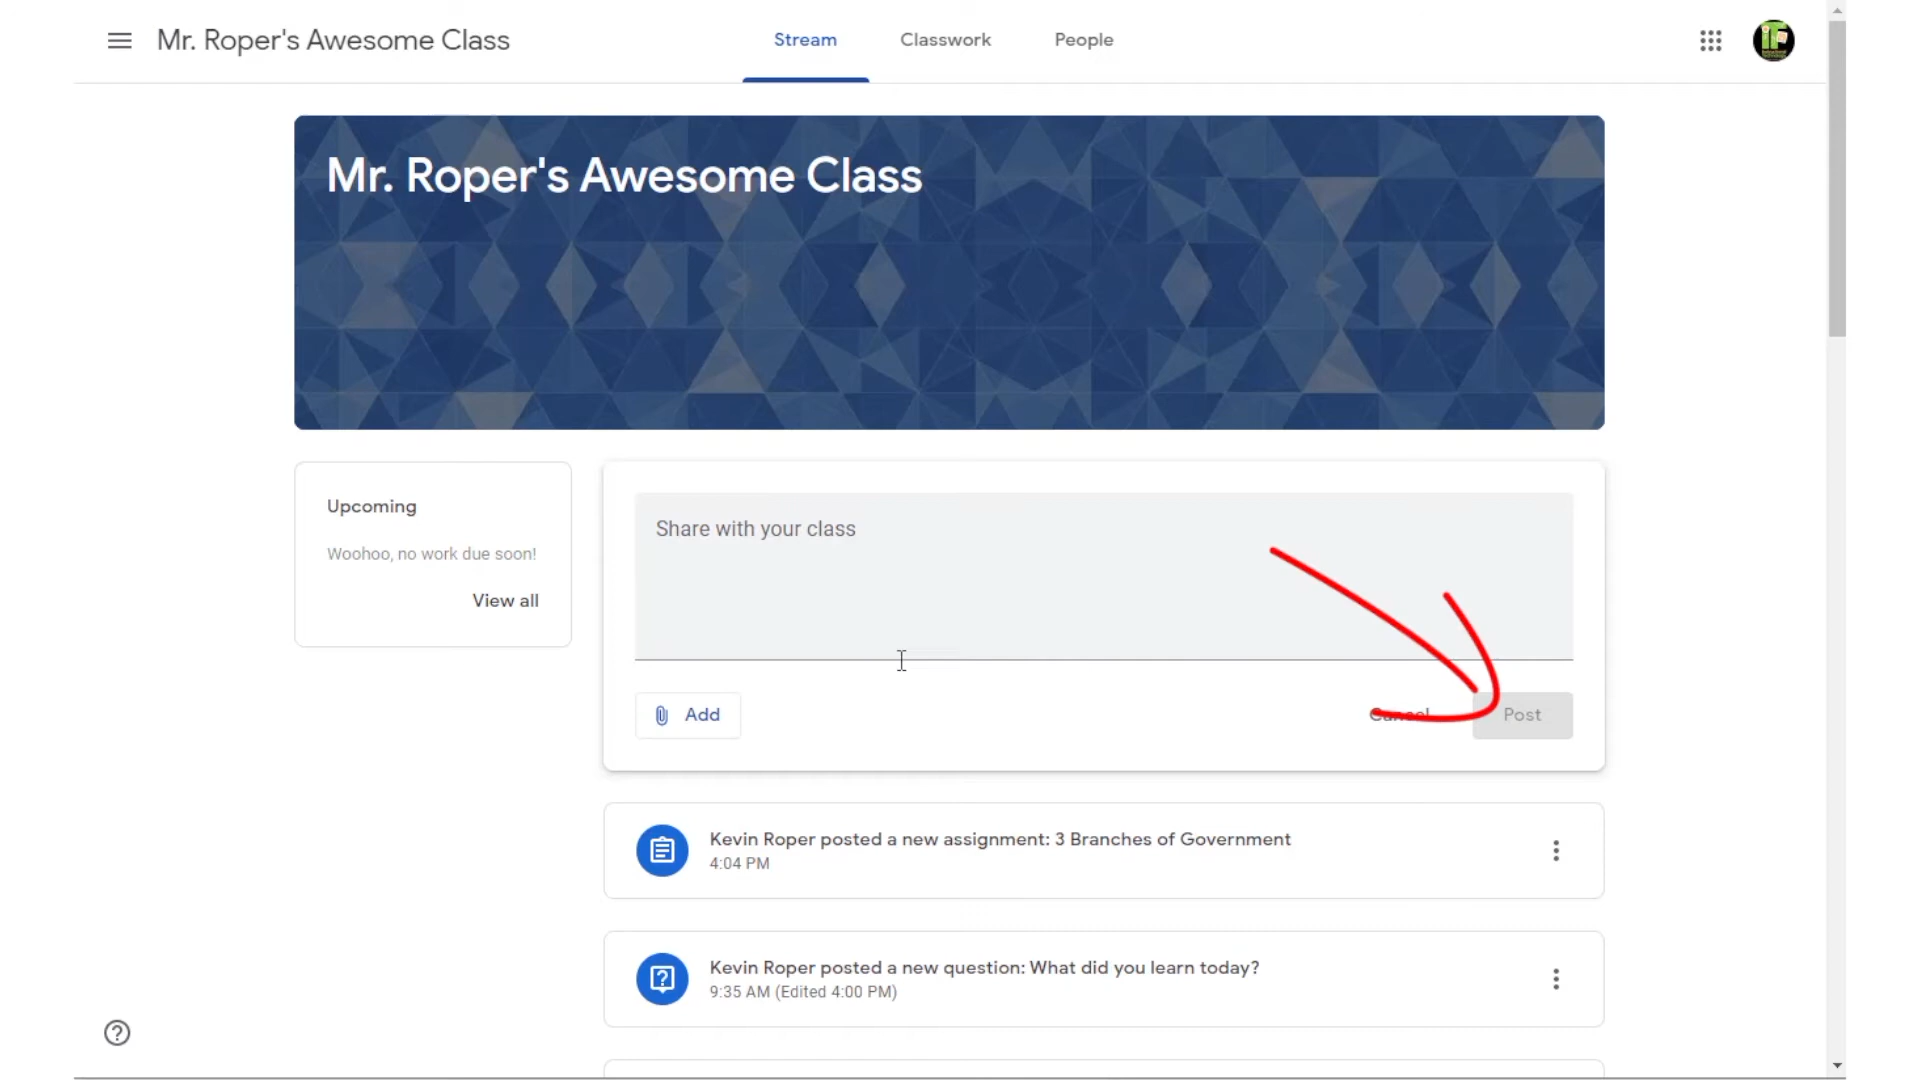 Mr. Roper's Awesome Class
Stream
Classwork
People
Mr. Roper's Awesome Class
Upcoming
Woohoo, no work due soon!
View all
Share with your class
Add
Cancel
Post
Kevin Roper posted a new assignment: 3 Branches of Government
4:04 PM
Kevin Roper posted a new question: What did you learn today?
9:35 AM (Edited 4:00 PM)